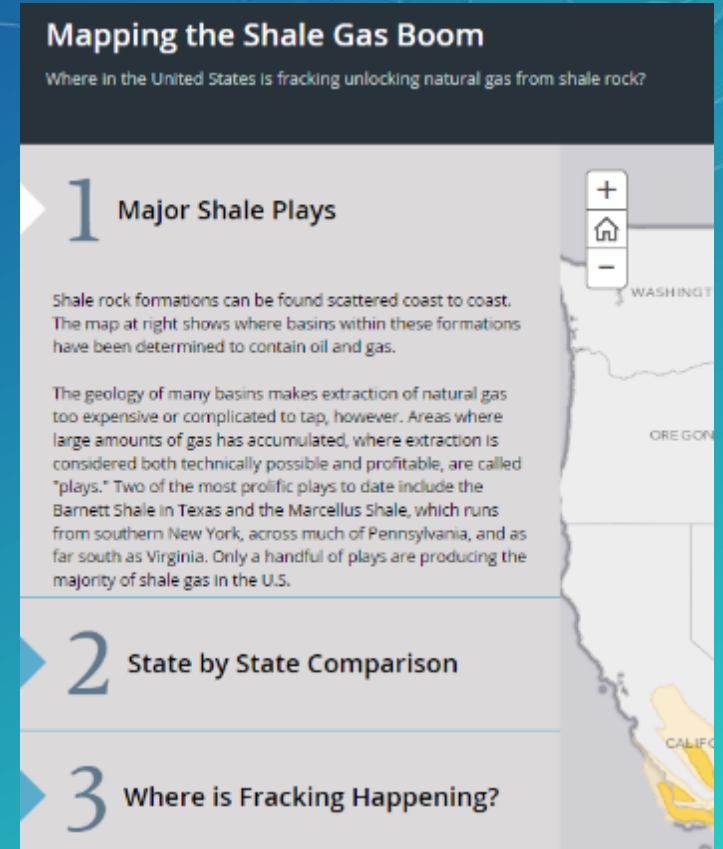 Mapping the Shale Gas Boom
Where in the United States is fracking unlocking natural gas from shale rock?
1 Major Shale Plays
Shale rock formations can be found scattered coast to coast.
The map at right shows where basins within these formations
have been determined to contain oil and gas.
The geology of many basins makes extraction of natural gas
too expensive or complicated to tap, however. Areas where
large amounts of gas has accumulated, where extraction is
considered both technically possible and profitable, are called
"plays." Two of the most prolific plays to date include the
Barnett Shale in Texas and the Marcellus Shale, which runs
from southern New York, across much of Pennsylvania, and as
far south as Virginia. Only a handful of plays are producing the
majority of shale gas in the U.S.
2 State by State Comparison
3 Where is Fracking Happening?
+
−
WASHINGT
OREGON
CALIFO